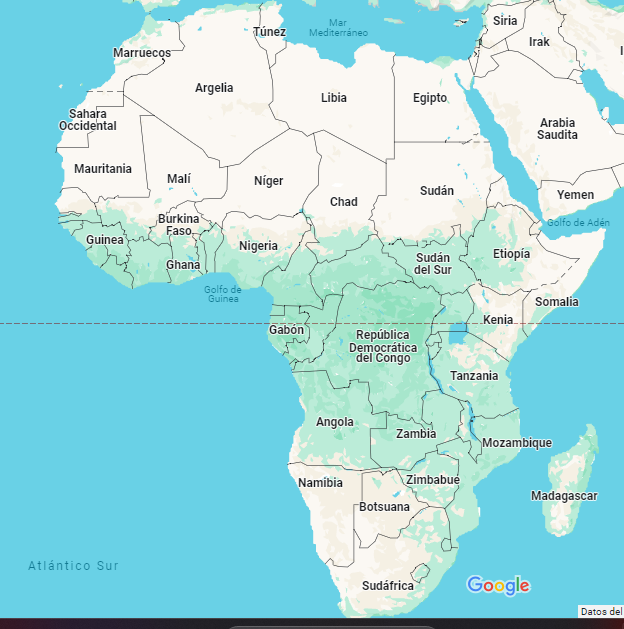 Siria
Túnez
Mar
Mediterráneo
Irak
Marruecos
I
Argelia
Libia
Egipto
Sahara
Occidental
Arabia
Saudita
Mauritania
Malí
Níger
Sudán
Yemen
Chad
Burkina
Faso
Golfo de Adén
Guinea
Nigeria
Etiopía
Ghana
Sudán
del Sur
Golfo de
Guinea
Somalia
Kenia
Gabón
República
Democrática
del Congo
Tanzania
Angola
Zambia
Mozambique
Namibia
Zimbabue
Botsuana
Madagascar
Atlántico Sur
Sudáfrica
Google
Datos del